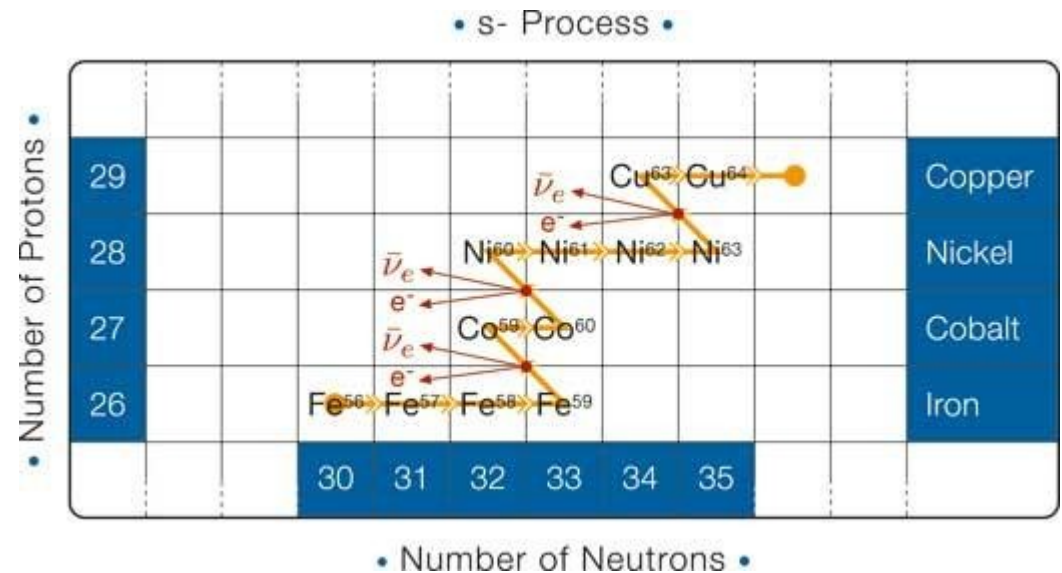 • s- Process •
• Number of Protons •
29 Cu⁶³ Cu⁶⁴ Copper
ν̄ₑ
e⁻
28 Ni⁶⁰ Ni⁶¹ Ni⁶² Ni⁶³ Nickel
ν̄ₑ
e⁻
27 Co⁵⁹ Co⁶⁰ Cobalt
ν̄ₑ
e⁻
26 Fe⁵⁶ Fe⁵⁷ Fe⁵⁸ Fe⁵⁹ Iron
30 31 32 33 34 35
• Number of Neutrons •